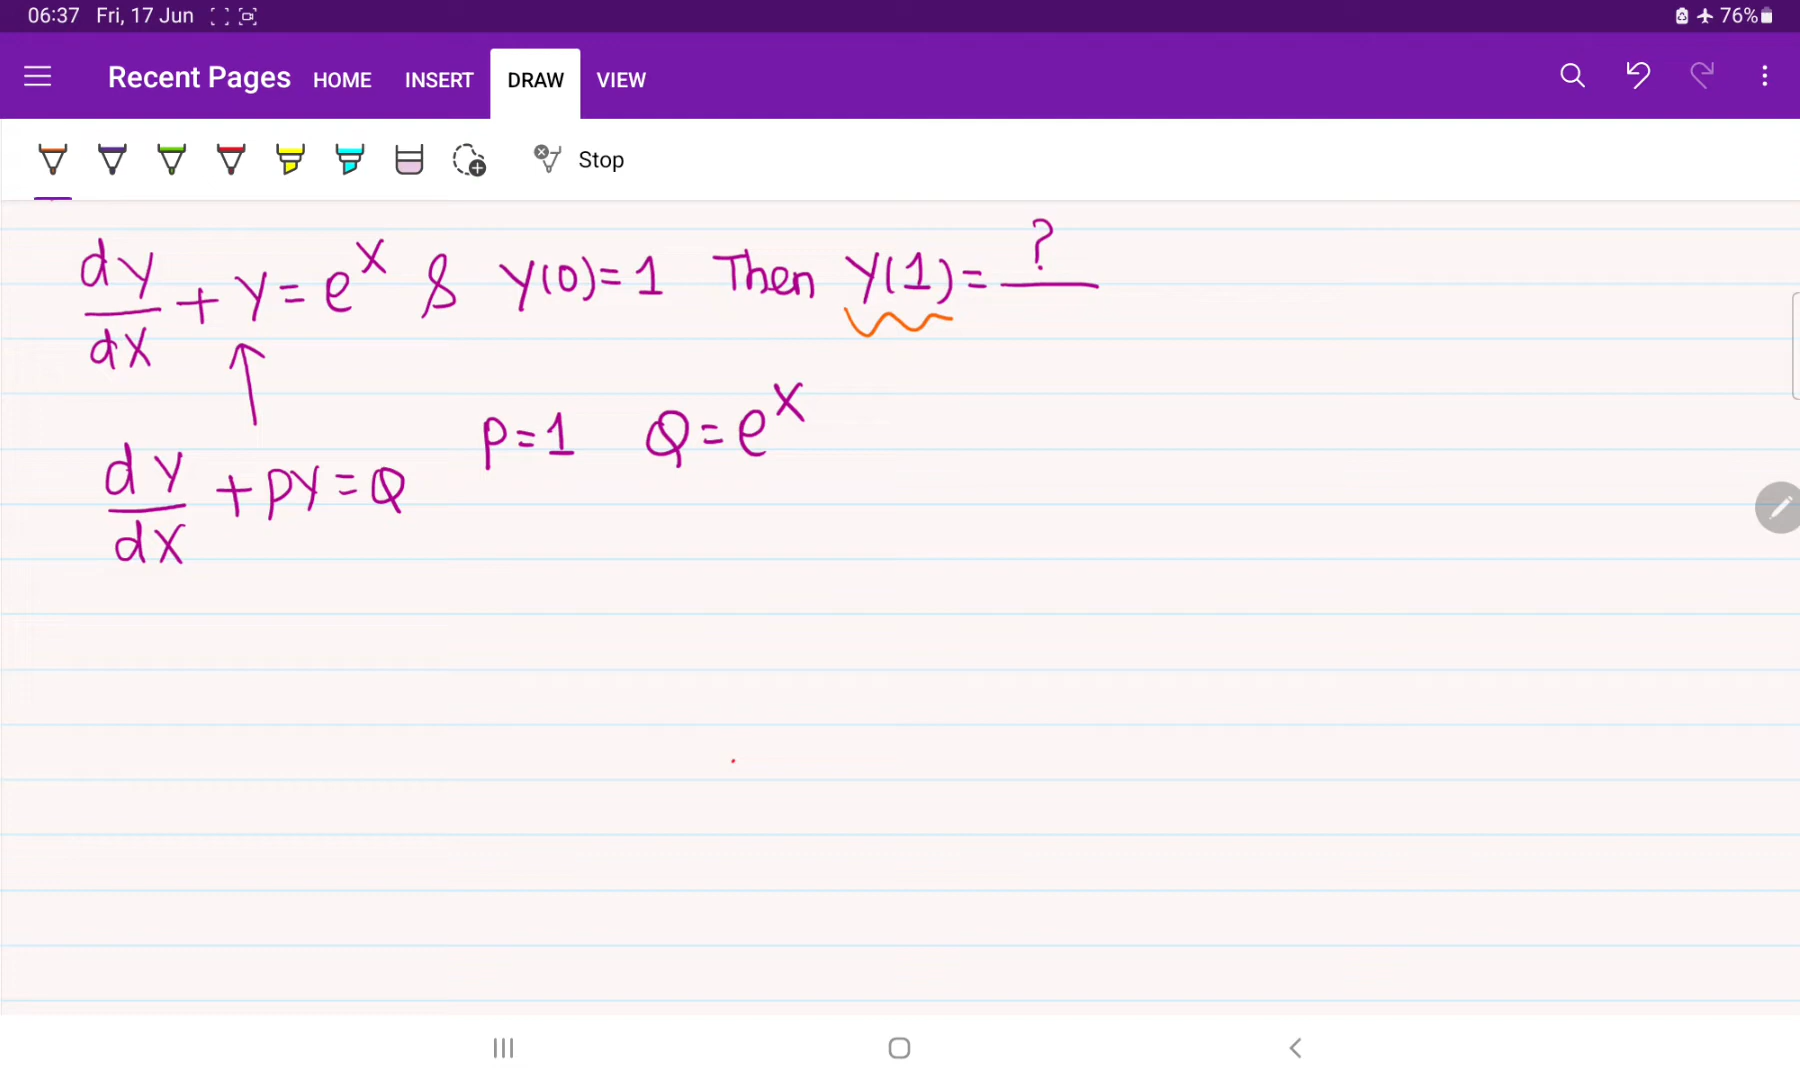 06:37 Fri, 17 Jun 76%
Recent Pages HOME INSERT DRAW VIEW
Stop
dy/dx + y = e^x & y(0)=1 Then y(1)= ?
P=1 Q=e^x
dy/dx + Py = Q